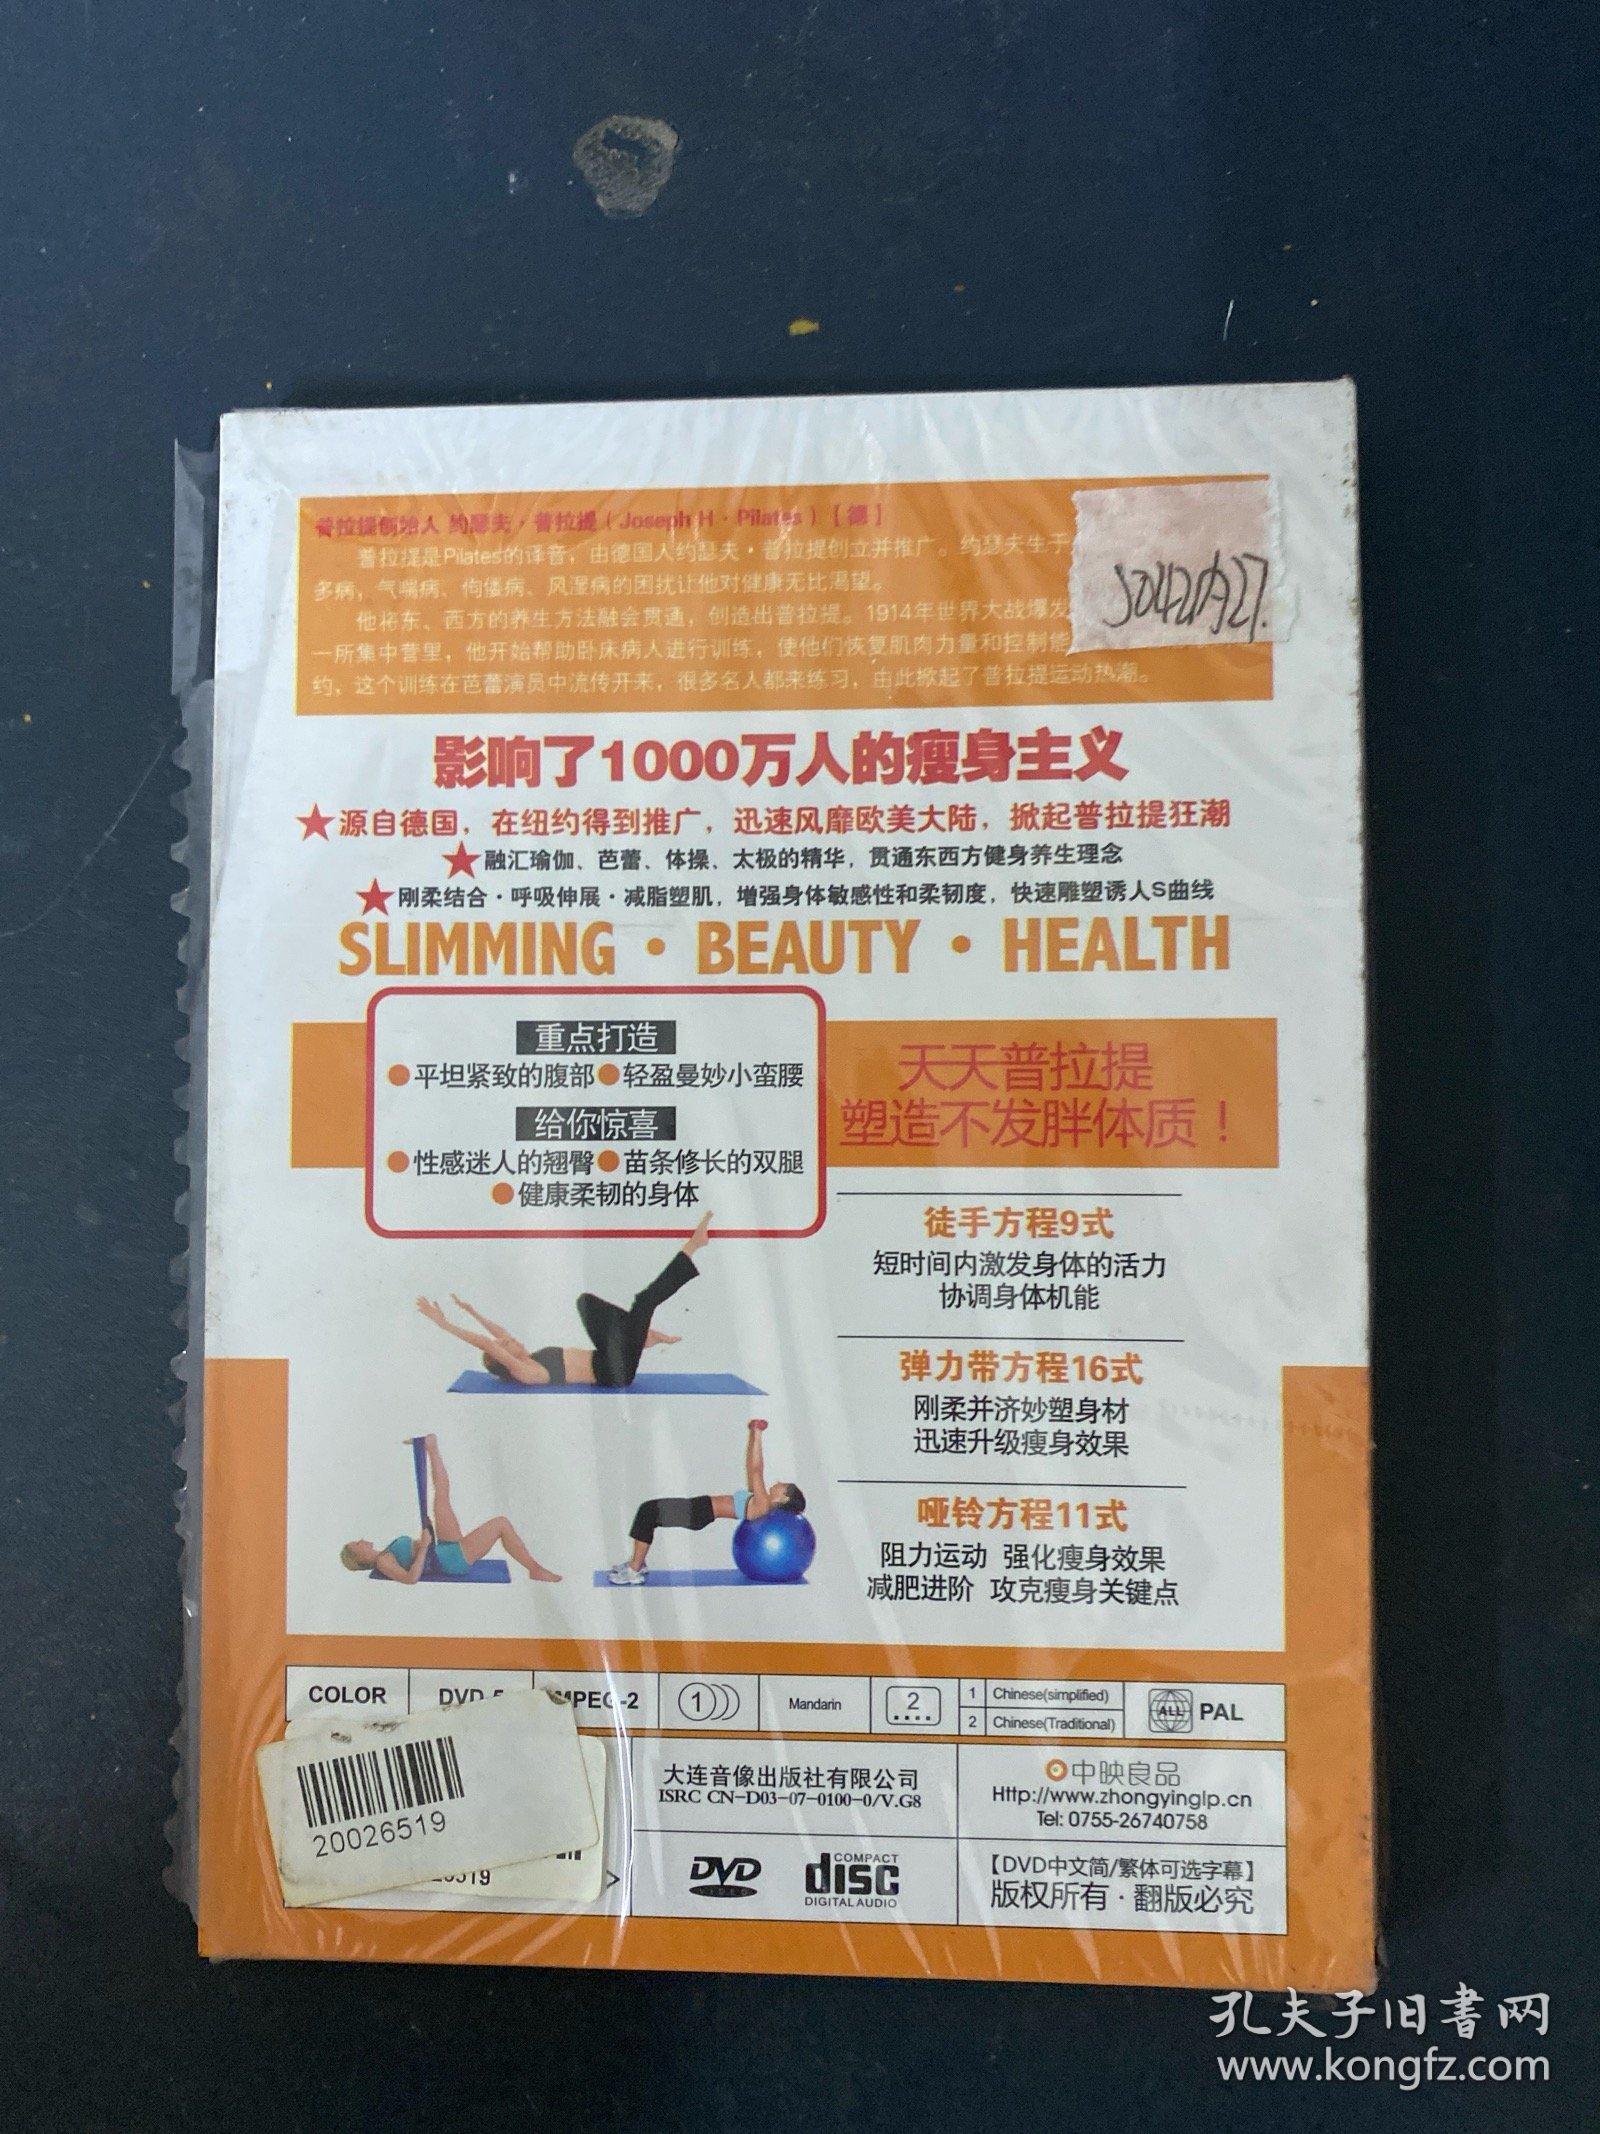 普拉提创始人 约瑟夫·普拉提（Joseph H·Pilates）【德】
普拉提是Pilates的译音，由德国人约瑟夫·普拉提创立并推广。约瑟夫生于
多病，气喘病、佝偻病、风湿病的困扰让他对健康无比渴望。
他将东、西方的养生方法融会贯通，创造出普拉提。1914年世界大战爆发
一所集中营里，他开始帮助卧床病人进行训练，使他们恢复肌肉力量和控制能
约，这个训练在芭蕾演员中流传开来，很多名人都来练习，由此掀起了普拉提运动热潮。
影响了1000万人的瘦身主义
★源自德国，在纽约得到推广，迅速风靡欧美大陆，掀起普拉提狂潮
★融汇瑜伽、芭蕾、体操、太极的精华，贯通东西方健身养生理念
★刚柔结合·呼吸伸展·减脂塑肌，增强身体敏感性和柔韧度，快速雕塑诱人S曲线
SLIMMING · BEAUTY · HEALTH
重点打造
●平坦紧致的腹部●轻盈曼妙小蛮腰
给你惊喜
●性感迷人的翘臀●苗条修长的双腿
●健康柔韧的身体
天天普拉提
塑造不发胖体质！
徒手方程9式
短时间内激发身体的活力
协调身体机能
弹力带方程16式
刚柔并济妙塑身材
迅速升级瘦身效果
哑铃方程11式
阻力运动 强化瘦身效果
减肥进阶 攻克瘦身关键点
COLOR
MPEG-2
1
Mandarin
2
1 Chinese(simplified)
2 Chinese(Traditional)
ALL PAL
20026519
大连音像出版社有限公司
ISRC CN-D03-07-0100-0/V.G8
中映良品
Http://www.zhongyinglp.cn
Tel: 0755-26740758
DVD
VIDEO
COMPACT
disc
DIGITAL AUDIO
【DVD中文简/繁体可选字幕】
版权所有·翻版必究
孔夫子旧书网
www.kongfz.com